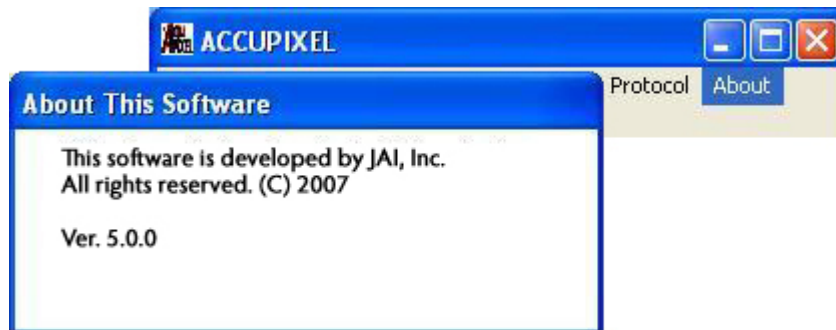 ACCUPIXEL
Protocol About
About This Software
This software is developed by JAI, Inc.
All rights reserved. (C) 2007
Ver. 5.0.0